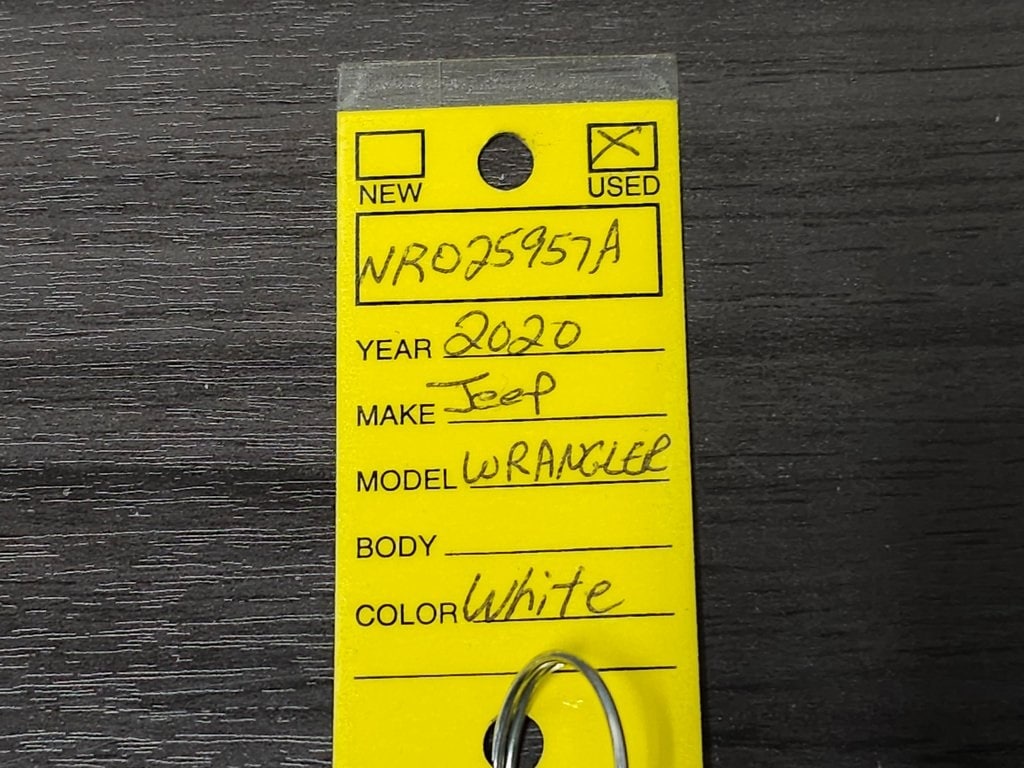 NEW USED
NR025957A
YEAR 2020
MAKE Jeep
MODEL WRANGLER
BODY
COLOR White